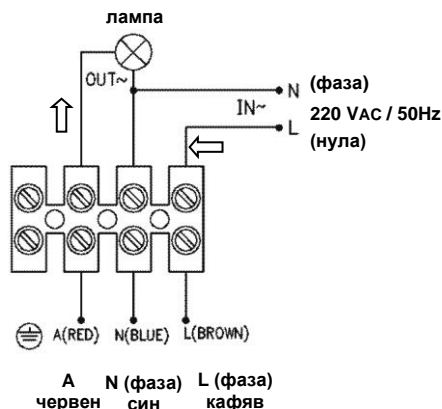 лампа
OUT~
N (фаза)
IN~
220 VAC / 50Hz
L (нула)
A(RED) N(BLUE) L(BROWN)
A N (фаза) L (фаза)
червен син кафяв